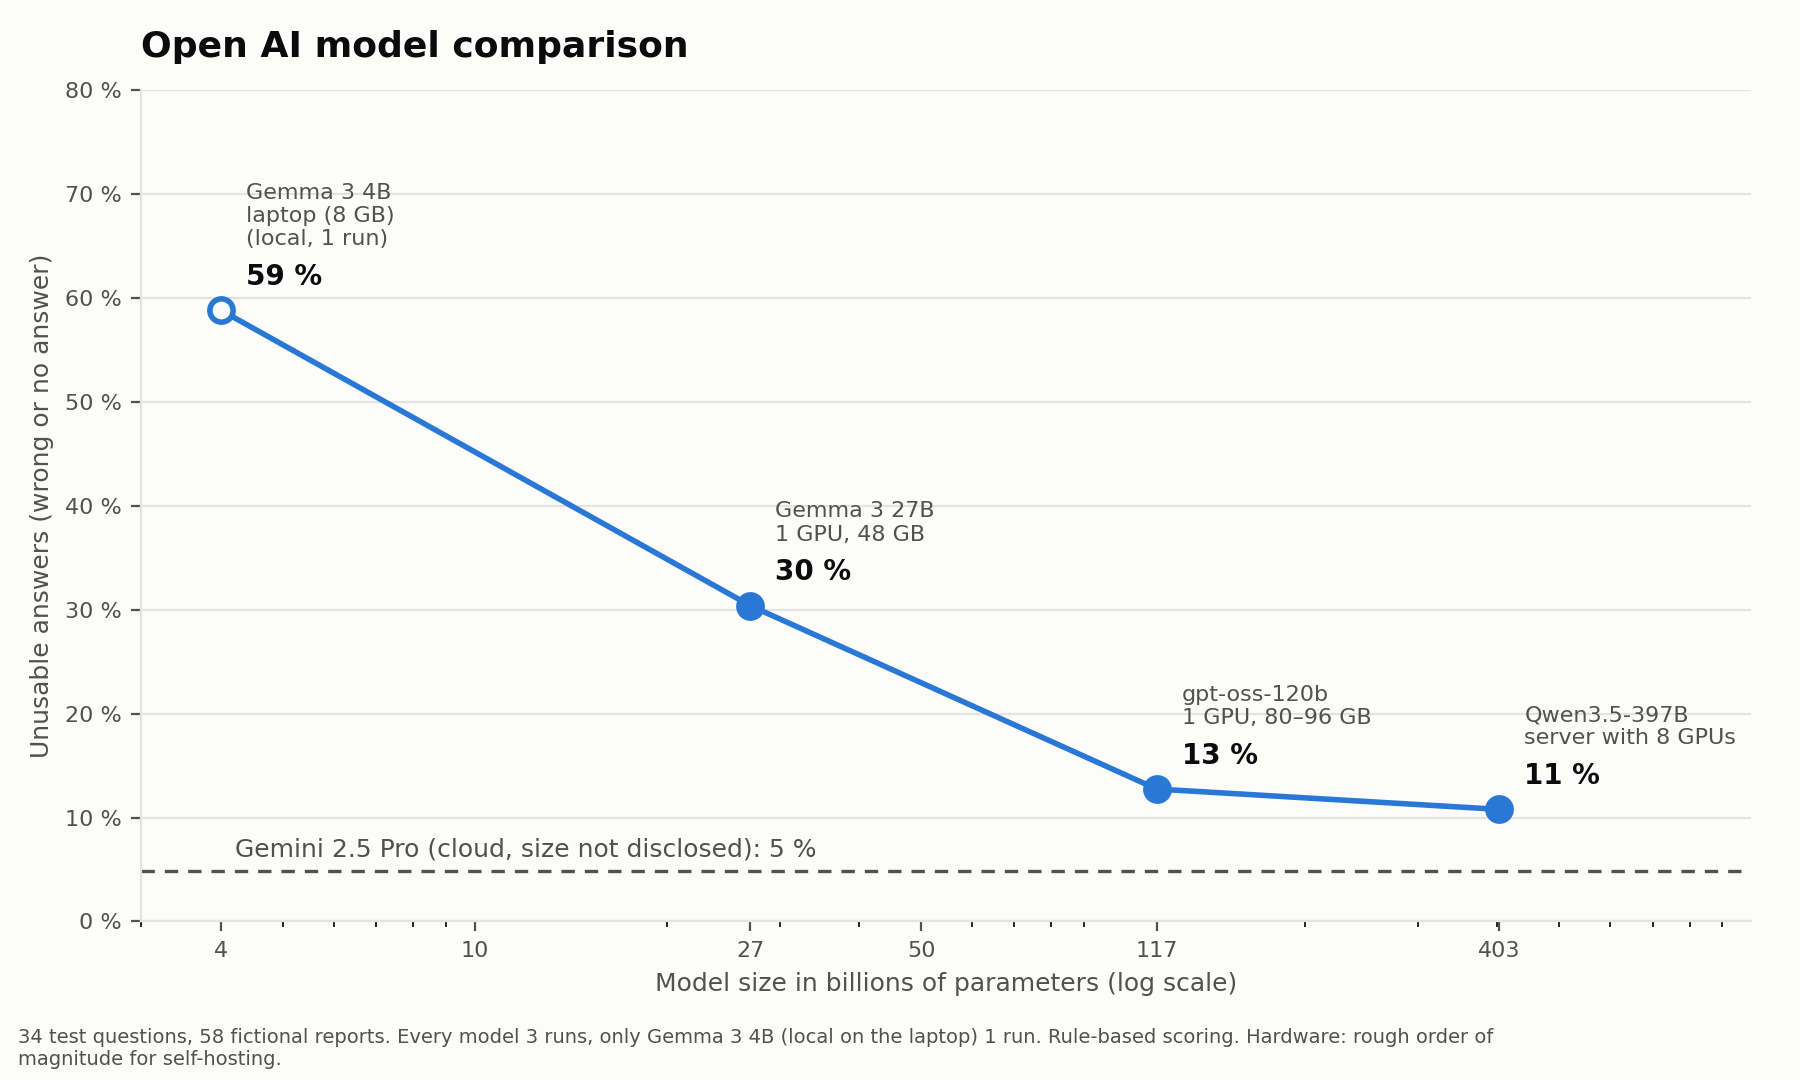 Open AI model comparison
80 %
70 %
60 %
50 %
40 %
30 %
20 %
10 %
0 %
Unusable answers (wrong or no answer)
Gemma 3 4B
laptop (8 GB)
(local, 1 run)
59 %
Gemma 3 27B
1 GPU, 48 GB
30 %
gpt-oss-120b
1 GPU, 80–96 GB
13 %
Qwen3.5-397B
server with 8 GPUs
11 %
Gemini 2.5 Pro (cloud, size not disclosed): 5 %
4
10
27
50
117
403
Model size in billions of parameters (log scale)
34 test questions, 58 fictional reports. Every model 3 runs, only Gemma 3 4B (local on the laptop) 1 run. Rule-based scoring. Hardware: rough order of
magnitude for self-hosting.